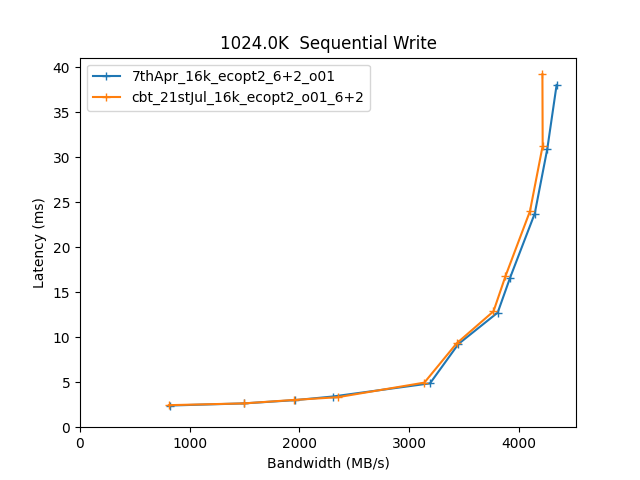 1024.0K  Sequential Write
7thApr_16k_ecopt2_6+2_o01
cbt_21stJul_16k_ecopt2_o01_6+2
Latency (ms)
40
35
30
25
20
15
10
5
0
0 1000 2000 3000 4000
Bandwidth (MB/s)